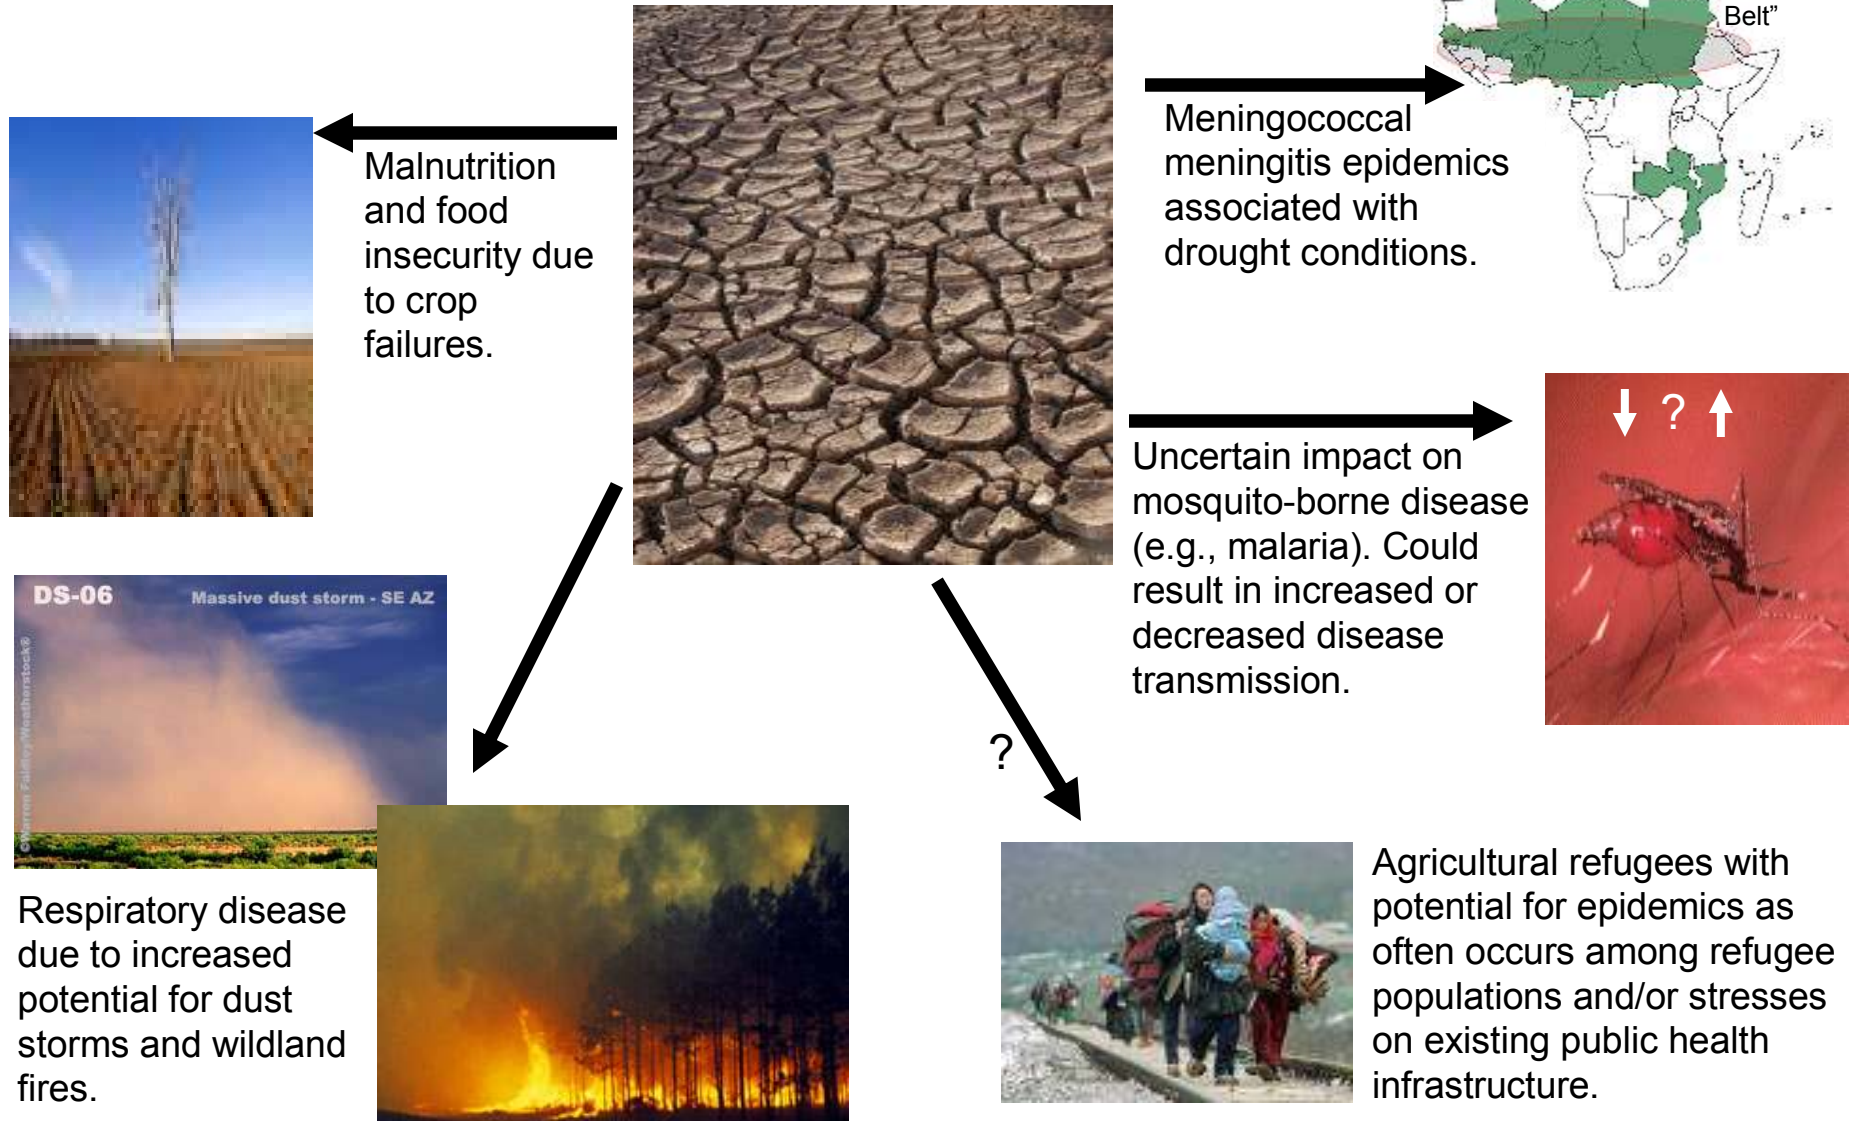 Belt”
Meningococcal
meningitis epidemics
associated with
drought conditions.
Malnutrition
and food
insecurity due
to crop
failures.
? 
Uncertain impact on
mosquito-borne disease
(e.g., malaria). Could
result in increased or
decreased disease
transmission.
DS-06
Massive dust storm - SE AZ
©Warren Faidley/Weatherstock®
?
Respiratory disease
due to increased
potential for dust
storms and wildland
fires.
Agricultural refugees with
potential for epidemics as
often occurs among refugee
populations and/or stresses
on existing public health
infrastructure.